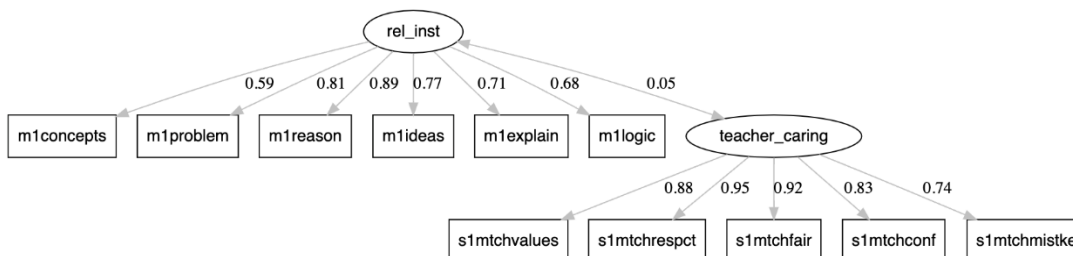 rel_inst
0.59 0.81 0.89 0.77 0.71 0.68 0.05
m1concepts m1problem m1reason m1ideas m1explain m1logic teacher_caring
0.88 0.95 0.92 0.83 0.74
s1mtchvalues s1mtchrespct s1mtchfair s1mtchconf s1mtchmistke